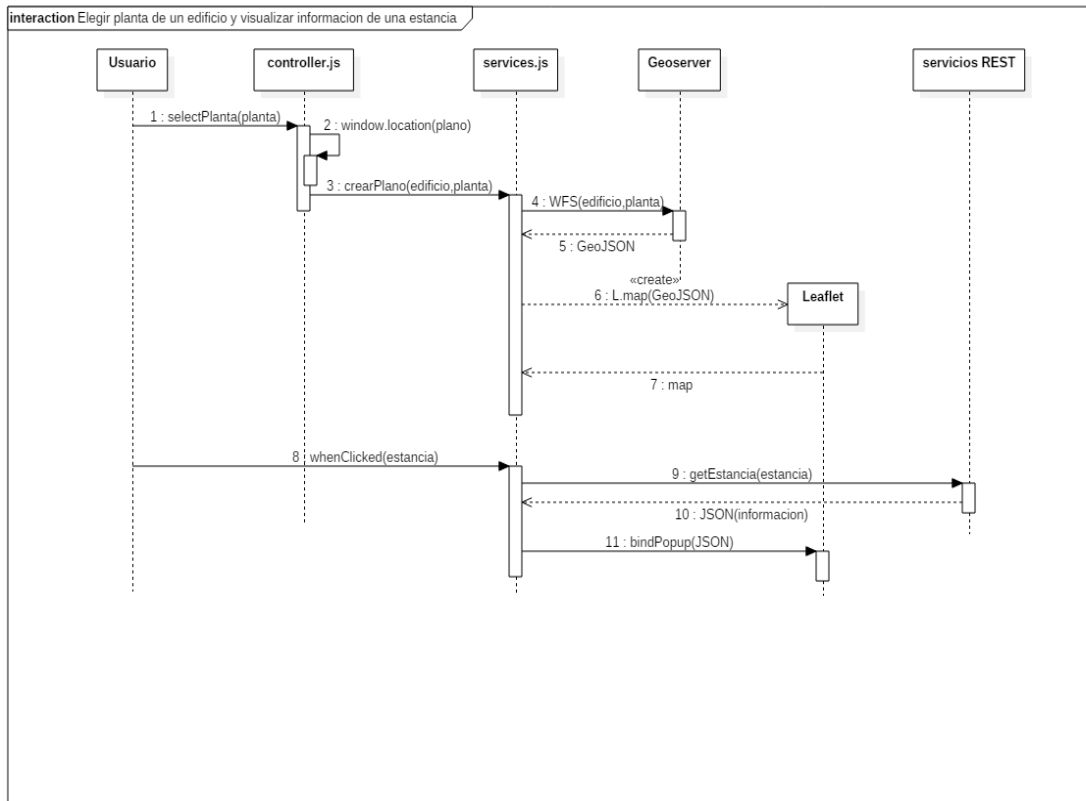 interaction Elegir planta de un edificio y visualizar informacion de una estancia
Usuario
controller.js
services.js
Geoserver
servicios REST
1 : selectPlanta(planta)
2 : window.location(plano)
3 : crearPlano(edificio,planta)
4 : WFS(edificio,planta)
5 : GeoJSON
«create»
6 : L.map(GeoJSON)
Leaflet
7 : map
8 : whenClicked(estancia)
9 : getEstancia(estancia)
10 : JSON(informacion)
11 : bindPopup(JSON)